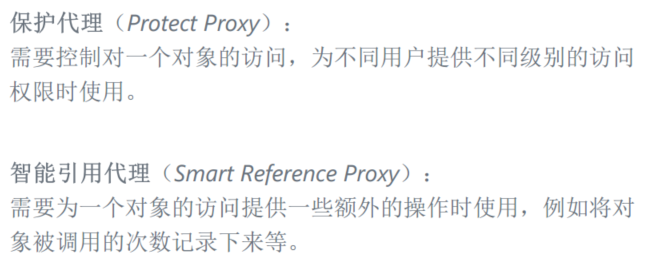 保护代理（Protect Proxy）：
需要控制对一个对象的访问，为不同用户提供不同级别的访问
权限时使用。
智能引用代理（Smart Reference Proxy）：
需要为一个对象的访问提供一些额外的操作时使用，例如将对
象被调用的次数记录下来等。